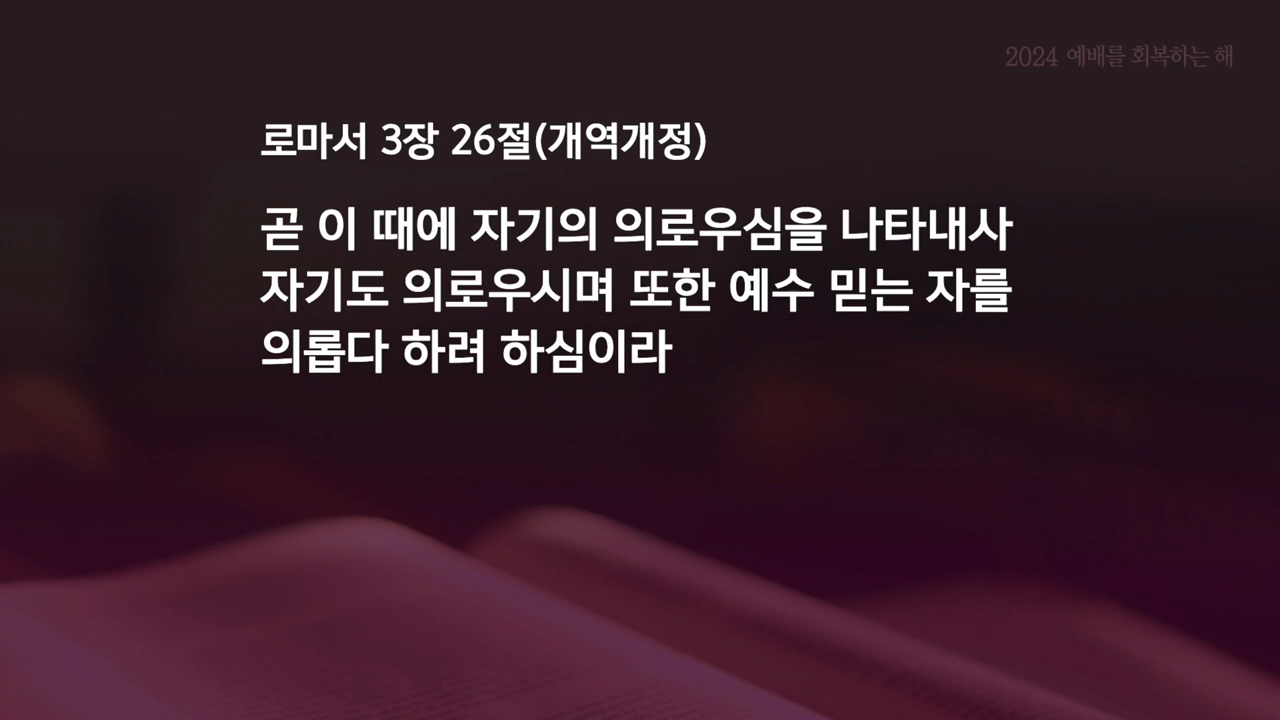 2024 예배를 회복하는 해
로마서 3장 26절(개역개정)
곧 이 때에 자기의 의로우심을 나타내사
자기도 의로우시며 또한 예수 믿는 자를
의롭다 하려 하심이라